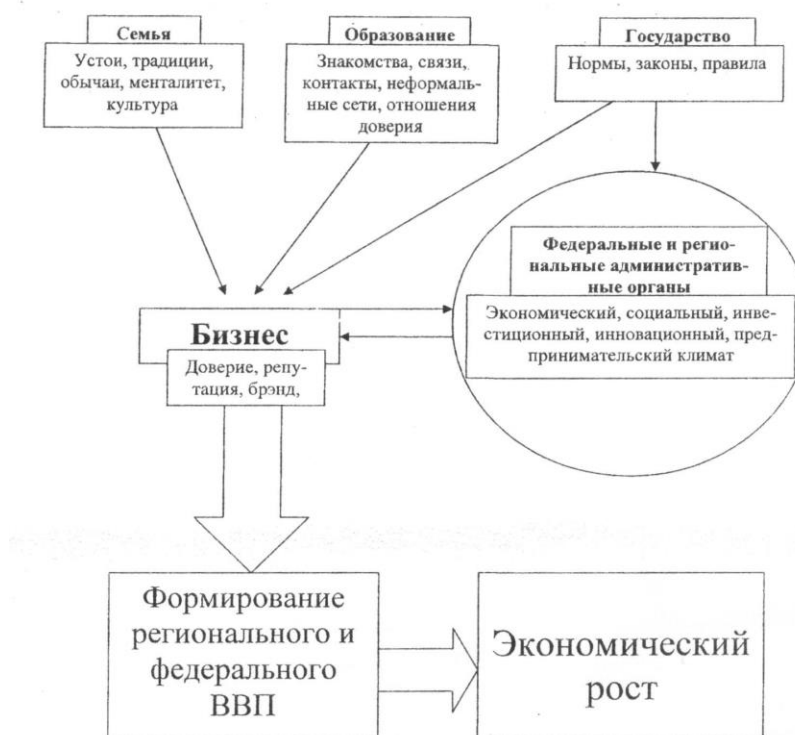 Семья
Устои, традиции,
обычаи, менталитет,
культура
Образование
Знакомства, связи,
контакты, неформаль-
ные сети, отношения
доверия
Государство
Нормы, законы, правила
Федеральные и регио-
нальные административ-
ные органы
Экономический, социальный, инве-
стиционный, инновационный, пред-
принимательский климат
Бизнес
Доверие, репу-
тация, брэнд,
Формирование
регионального и
федерального
ВВП
Экономический
рост